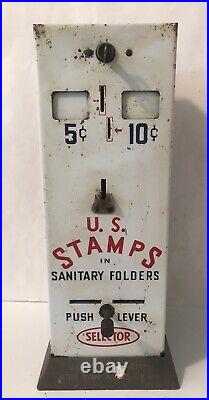 5¢ 10¢
U.S.
STAMPS
IN
SANITARY FOLDERS
PUSH LEVER
SELECTOR